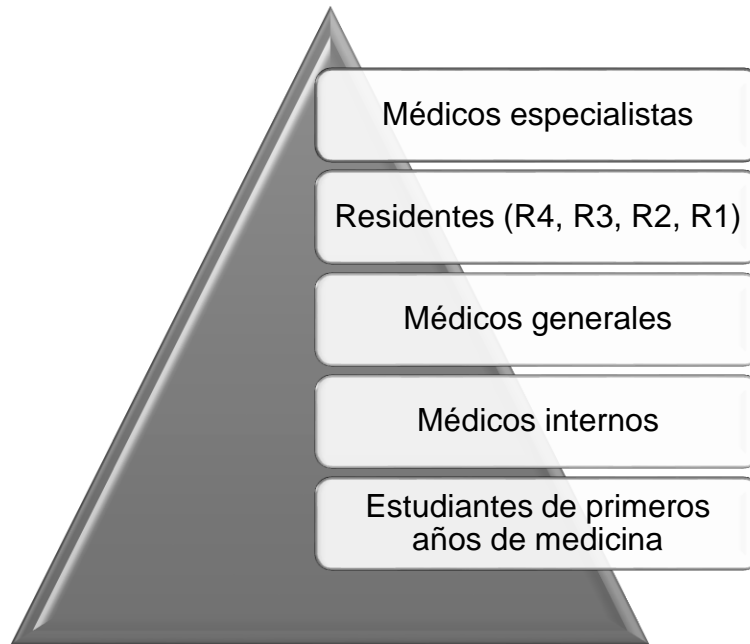 Médicos especialistas
Residentes (R4, R3, R2, R1)
Médicos generales
Médicos internos
Estudiantes de primeros
años de medicina